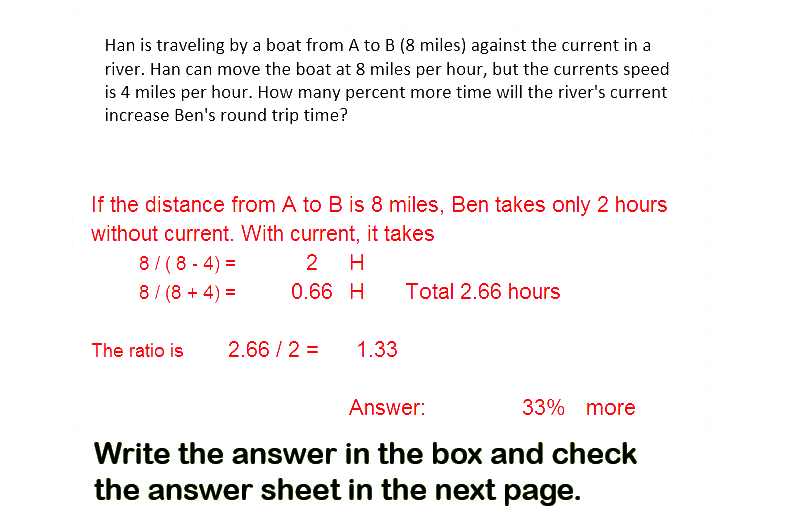 Han is traveling by a boat from A to B (8 miles) against the current in a
river. Han can move the boat at 8 miles per hour, but the currents speed
is 4 miles per hour. How many percent more time will the river's current
increase Ben's round trip time?
If the distance from A to B is 8 miles, Ben takes only 2 hours
without current. With current, it takes
8 / ( 8 - 4) = 2 H
8 / (8 + 4) = 0.66 H Total 2.66 hours
The ratio is 2.66 / 2 = 1.33
Answer: 33% more
Write the answer in the box and check
the answer sheet in the next page.